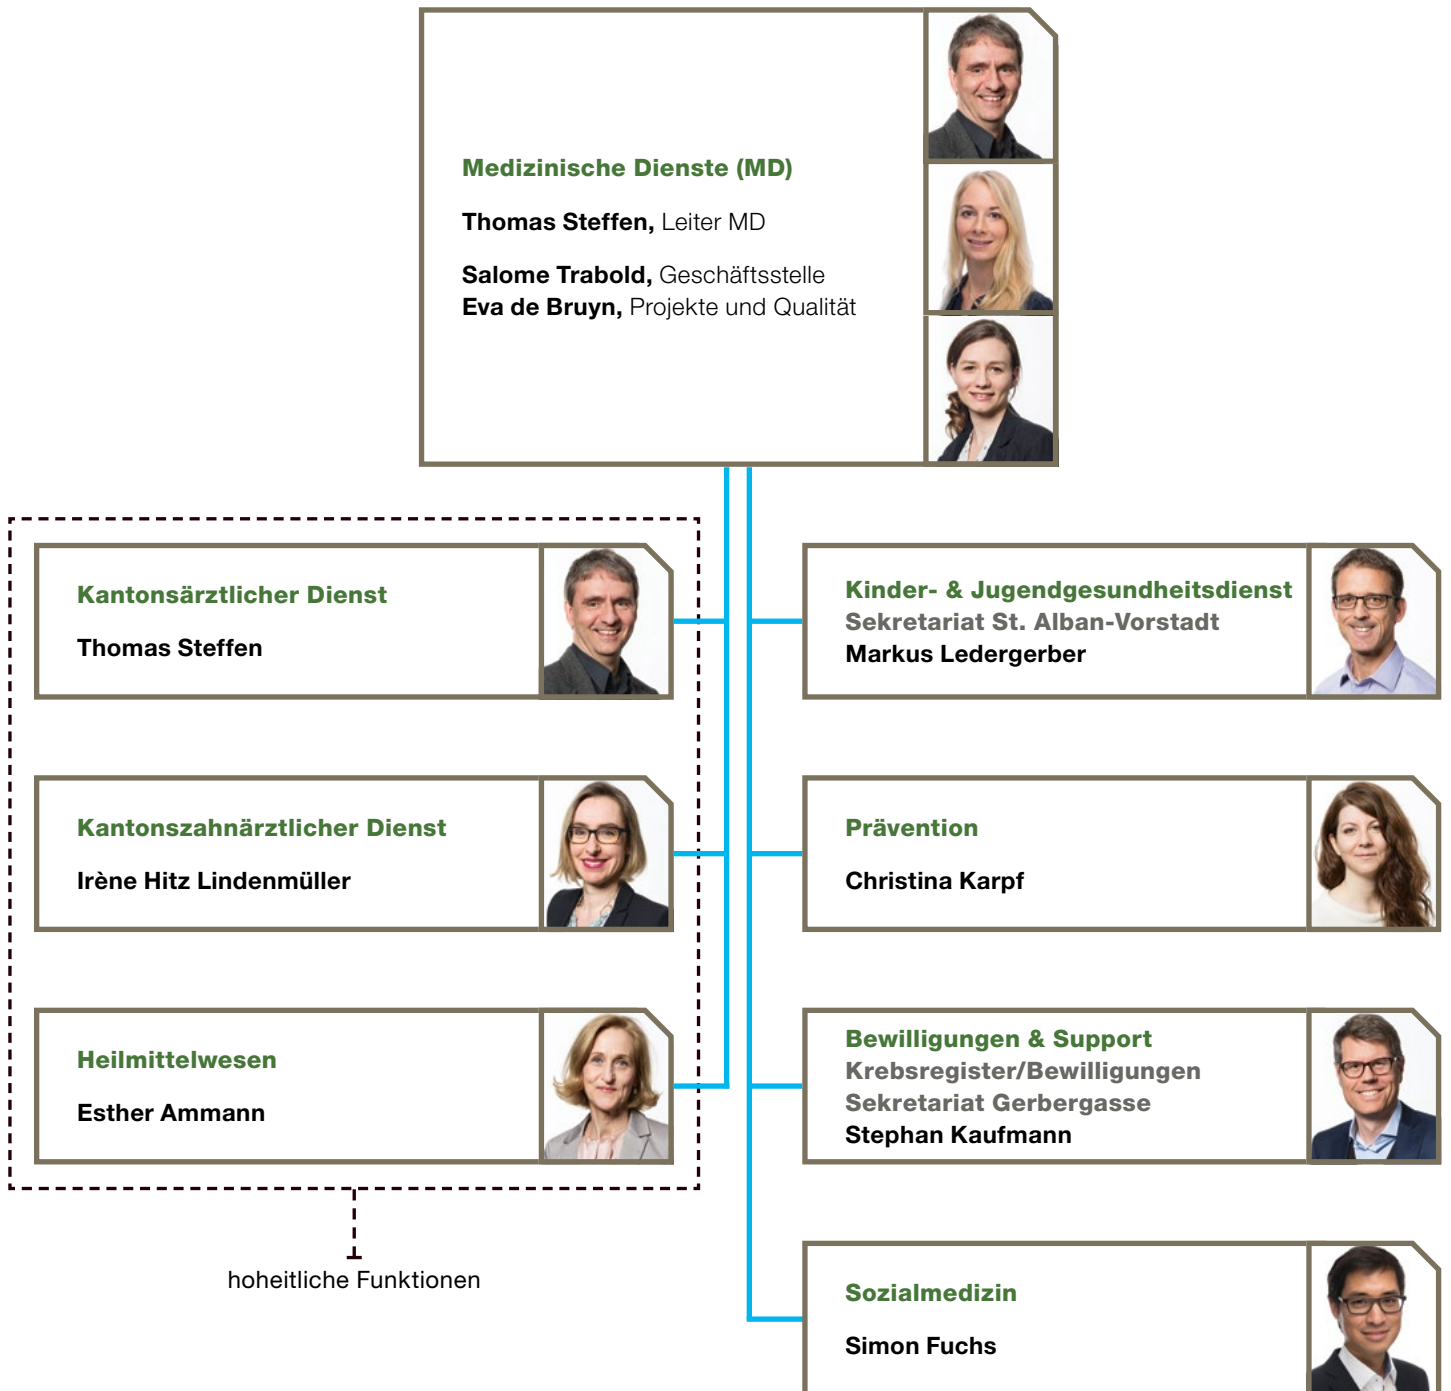 Medizinische Dienste (MD)
Thomas Steffen, Leiter MD
Salome Trabold, Geschäftsstelle
Eva de Bruyn, Projekte und Qualität
Kantonsärztlicher Dienst
Thomas Steffen
Kantonszahnärztlicher Dienst
Irène Hitz Lindenmüller
Heilmittelwesen
Esther Ammann
hoheitliche Funktionen
Kinder- & Jugendgesundheitsdienst
Sekretariat St. Alban-Vorstadt
Markus Ledergerber
Prävention
Christina Karpf
Bewilligungen & Support
Krebsregister/Bewilligungen
Sekretariat Gerbergasse
Stephan Kaufmann
Sozialmedizin
Simon Fuchs